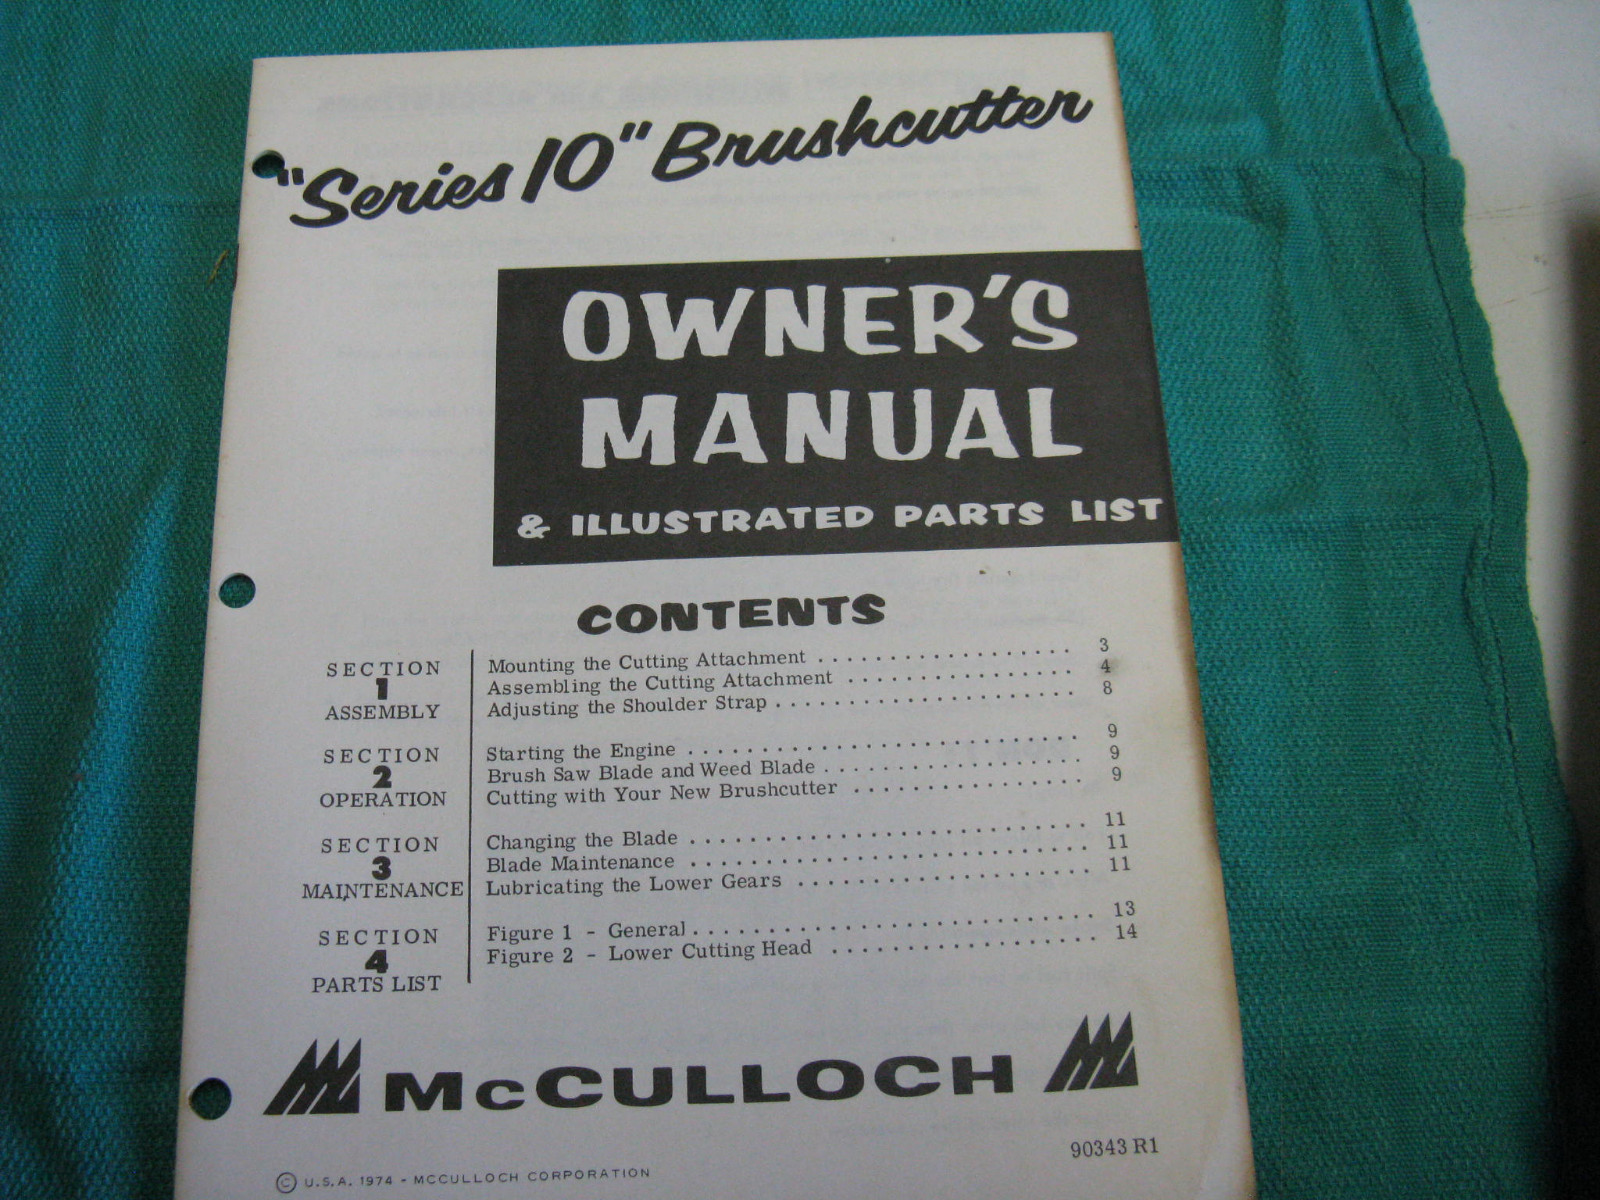 "Series 10" Brushcutter
OWNER'S
MANUAL
& ILLUSTRATED PARTS LIST
CONTENTS
SECTION
1
ASSEMBLY
Mounting the Cutting Attachment . . . . . . . . . . . . . . . . . . 3
Assembling the Cutting Attachment . . . . . . . . . . . . . . . . 4
Adjusting the Shoulder Strap . . . . . . . . . . . . . . . . . . . . . 8
SECTION
2
OPERATION
Starting the Engine . . . . . . . . . . . . . . . . . . . . . . . . . . . 9
Brush Saw Blade and Weed Blade . . . . . . . . . . . . . . . . . . 9
Cutting with Your New Brushcutter . . . . . . . . . . . . . . . . 9
SECTION
3
MAINTENANCE
Changing the Blade . . . . . . . . . . . . . . . . . . . . . . . . . . . 11
Blade Maintenance . . . . . . . . . . . . . . . . . . . . . . . . . . . 11
Lubricating the Lower Gears . . . . . . . . . . . . . . . . . . . . 11
SECTION
4
PARTS LIST
Figure 1 - General . . . . . . . . . . . . . . . . . . . . . . . . . . . 13
Figure 2 - Lower Cutting Head . . . . . . . . . . . . . . . . . . . 14
McCULLOCH
90343 R1
© U.S.A. 1974 - McCULLOCH CORPORATION